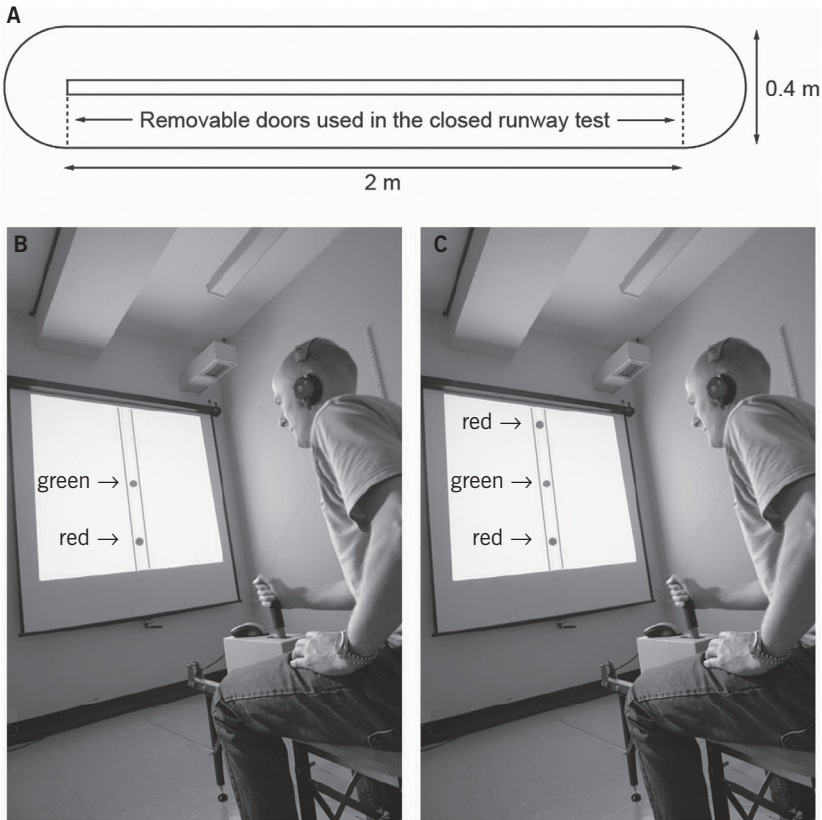 A
0.4 m
Removable doors used in the closed runway test
2 m
B
green →
red →
C
red →
green →
red →